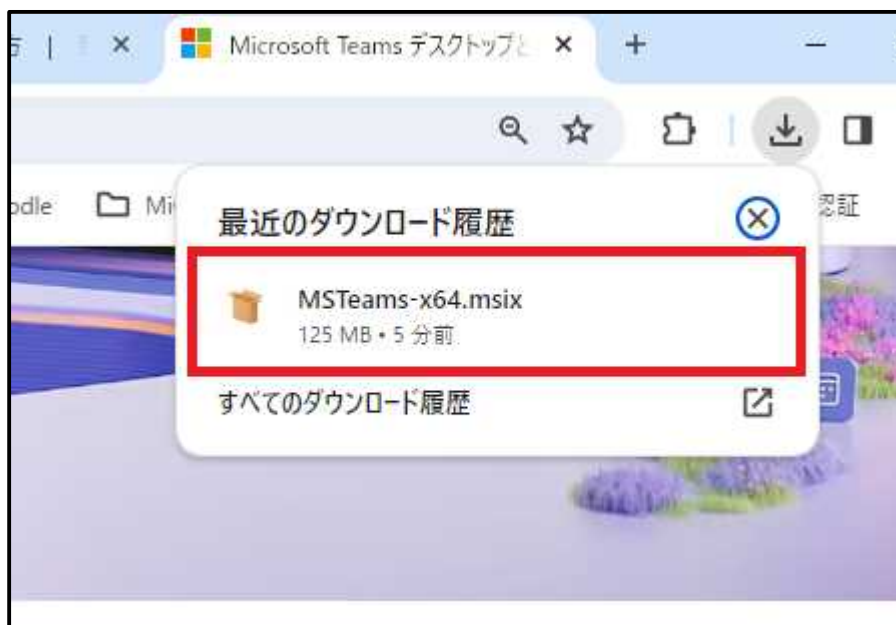 Microsoft Teams デスクトップと
最近のダウンロード履歴
認証
MSTeams-x64.msix
125 MB • 5 分前
すべてのダウンロード履歴